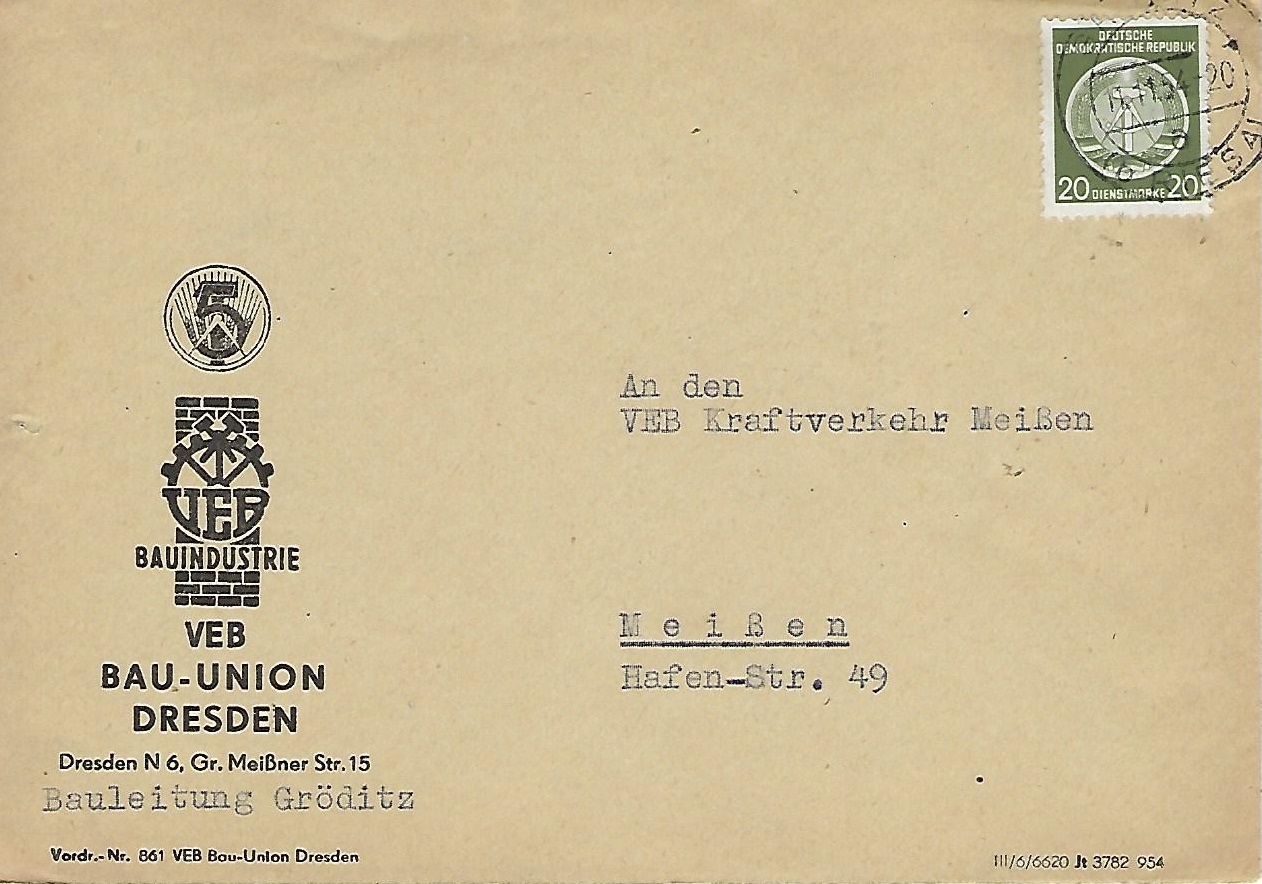 DEUTSCHE
DEMOKRATISCHE REPUBLIK
20 DIENSTMARKE 20
5
VEB
BAUINDUSTRIE
VEB
BAU-UNION
DRESDEN
Dresden N 6, Gr. Meißner Str. 15
Bauleitung Gröditz
Vordr.-Nr. 861 VEB Bau-Union Dresden
An den
VEB Kraftverkehr Meißen
Meißen
Hafen-Str. 49
III/6/6620 Jt 3782 954